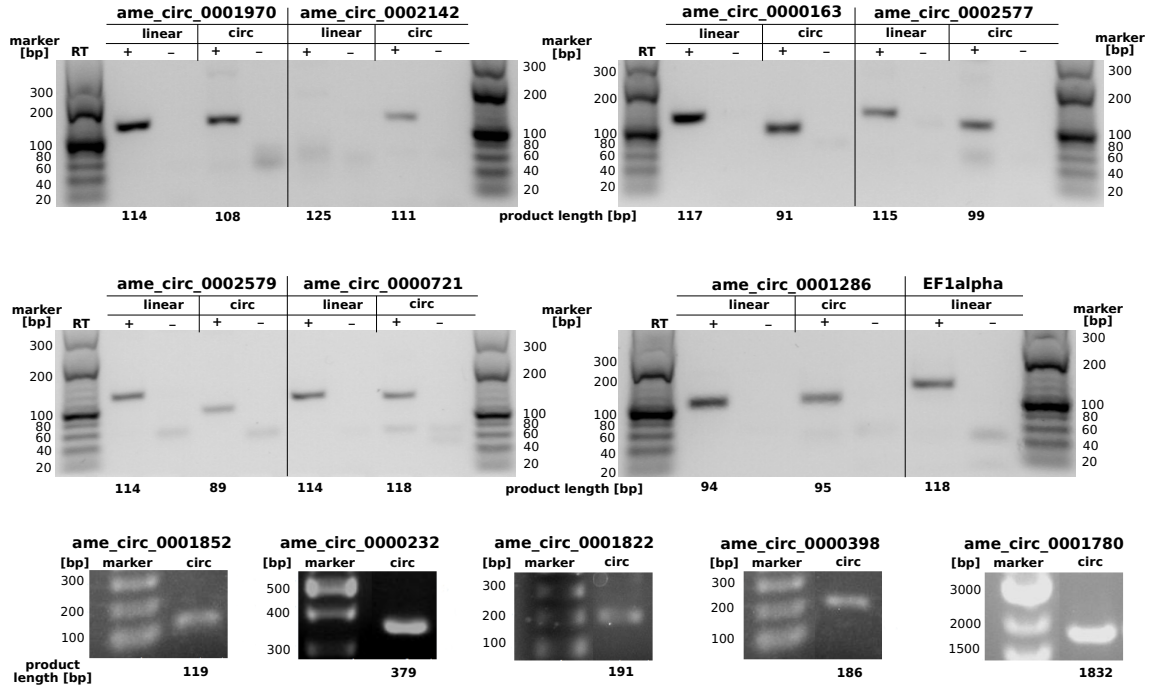 ame_circ_0001970 ame_circ_0002142
marker [bp] RT linear circ linear circ marker [bp]
+ – + – + – +
300 200 100 80 60 40 20
300 200 100 80 60 40 20
114 108 125 111
ame_circ_0000163 ame_circ_0002577
RT linear circ linear circ marker [bp]
+ – + – + – +
300 200 100 80 60 40 20
300 200 100 80 60 40 20
product length [bp] 117 91 115 99
ame_circ_0002579 ame_circ_0000721
marker [bp] RT linear circ linear circ marker [bp]
+ – + – + – + –
300 200 100 80 60 40 20
300 200 100 80 60 40 20
114 89 114 118
ame_circ_0001286 EF1alpha
RT linear circ linear marker [bp]
+ – + – + –
300 200 100 80 60 40 20
300 200 100 80 60 40 20
product length [bp] 94 95 118
ame_circ_0001852
[bp] marker circ
300
200
100
product length [bp] 119
ame_circ_0000232
[bp] marker circ
500
400
300
379
ame_circ_0001822
[bp] marker circ
300
200
100
191
ame_circ_0000398
[bp] marker circ
300
200
100
186
ame_circ_0001780
[bp] marker circ
3000
2000
1500
1832